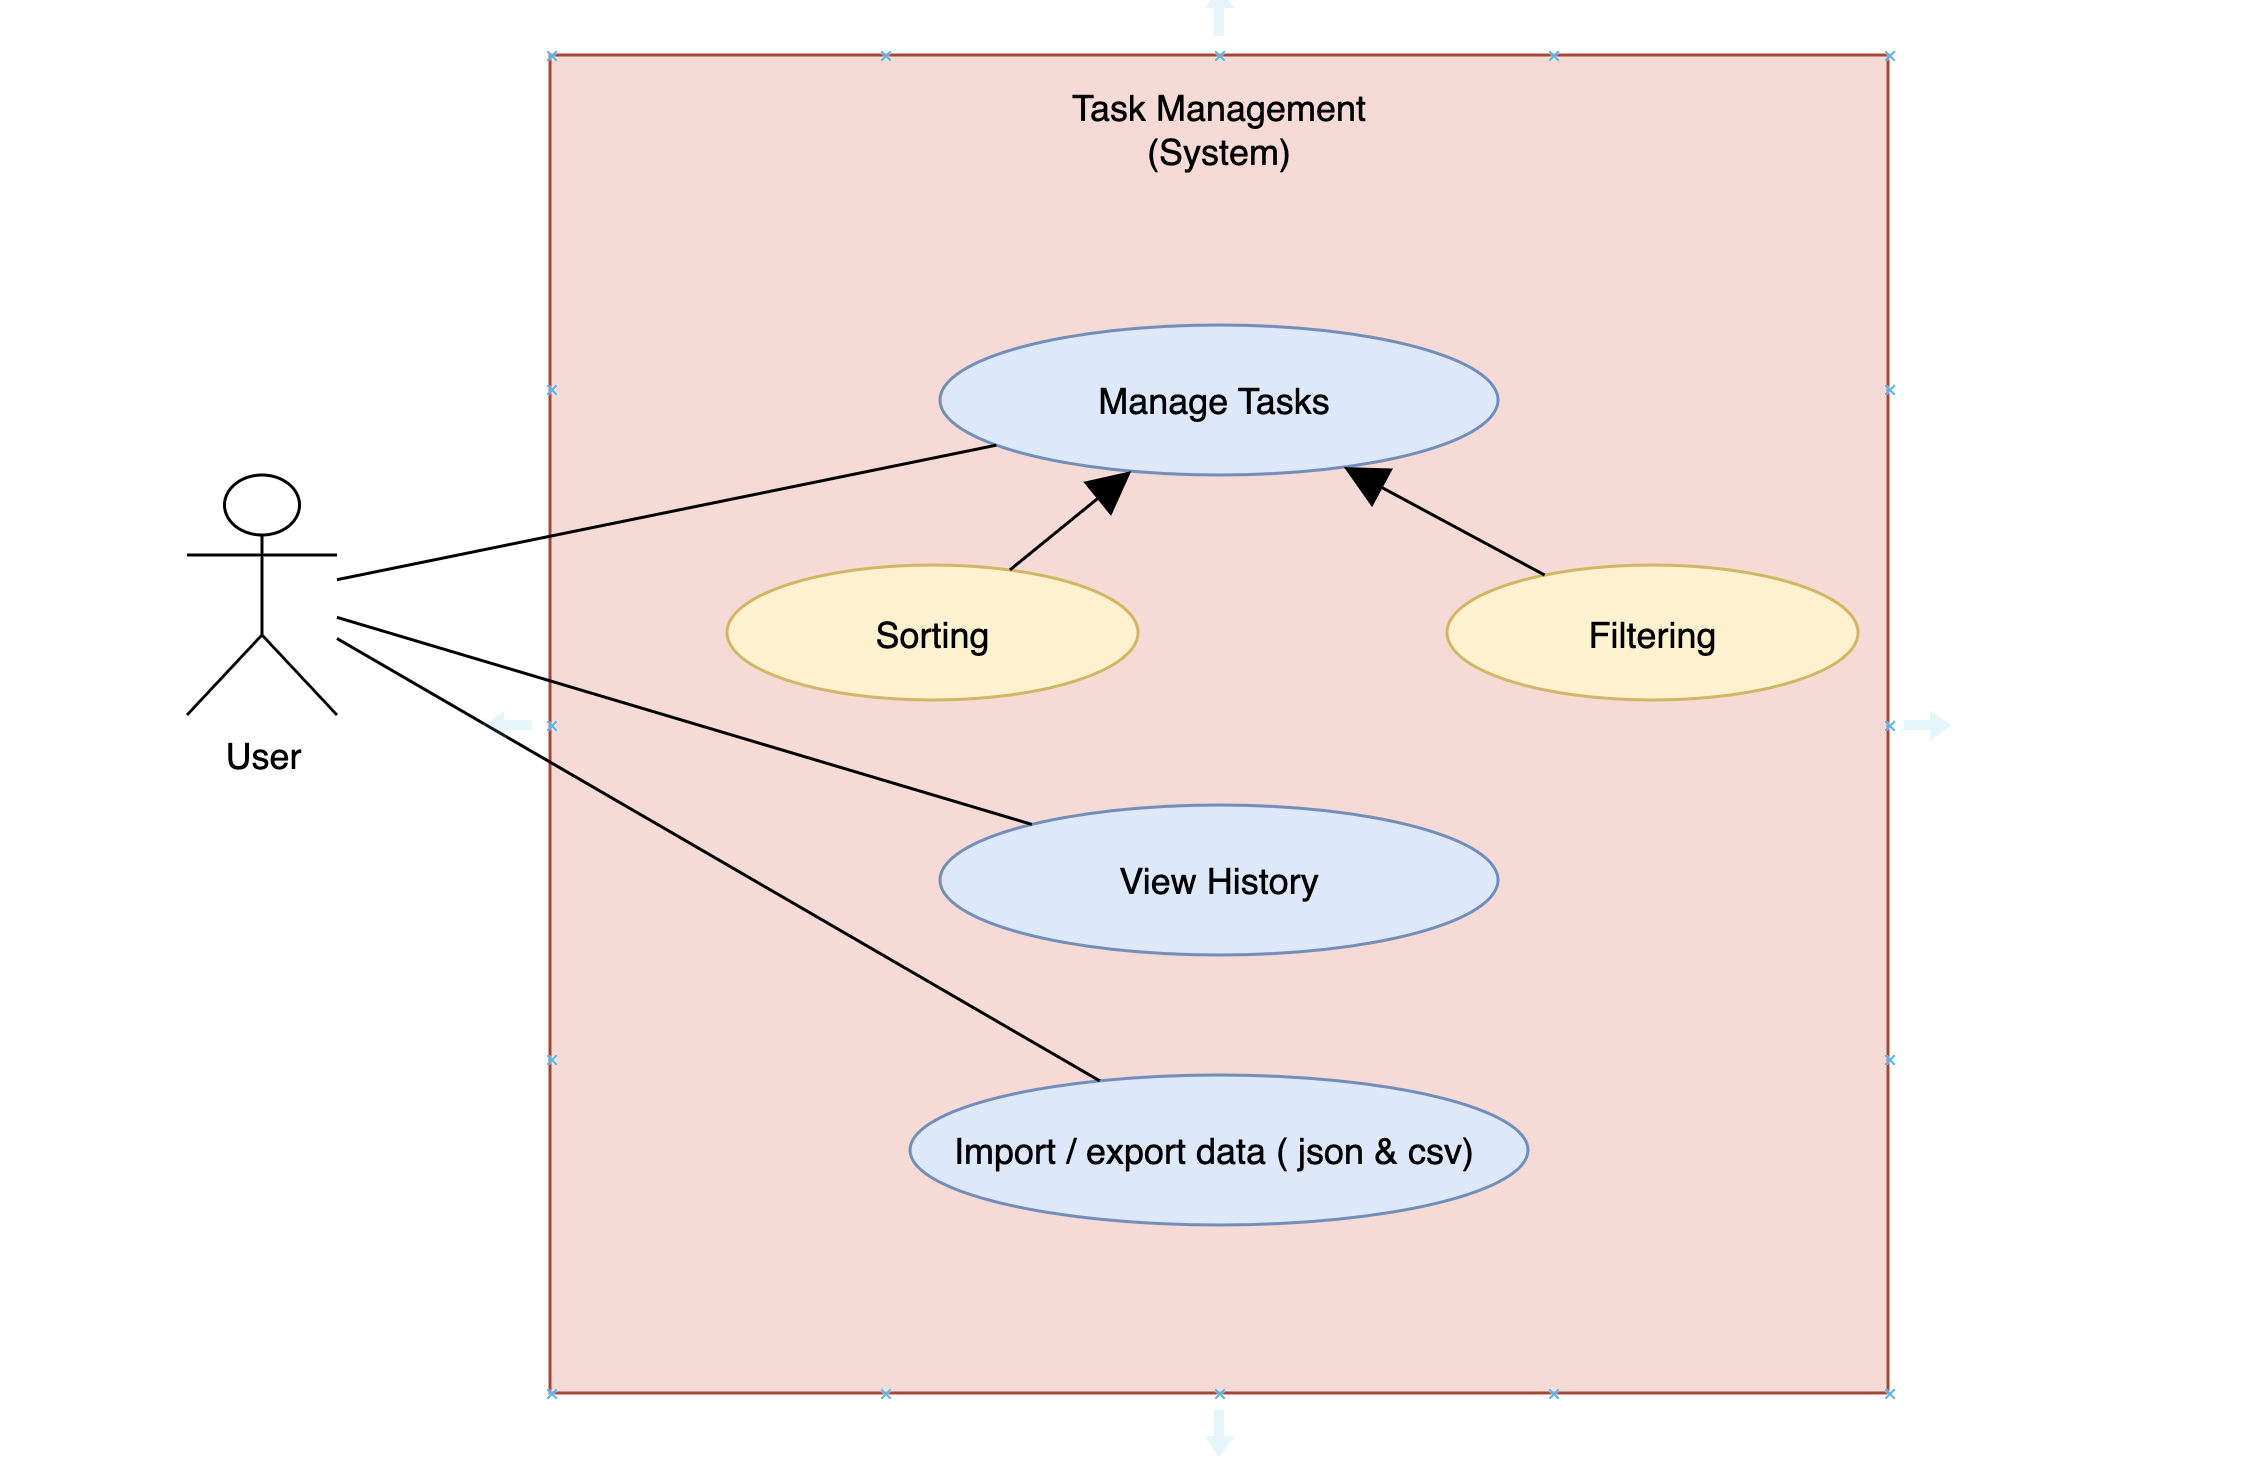 Task Management
(System)
Manage Tasks
Sorting
Filtering
User
View History
Import / export data ( json & csv)